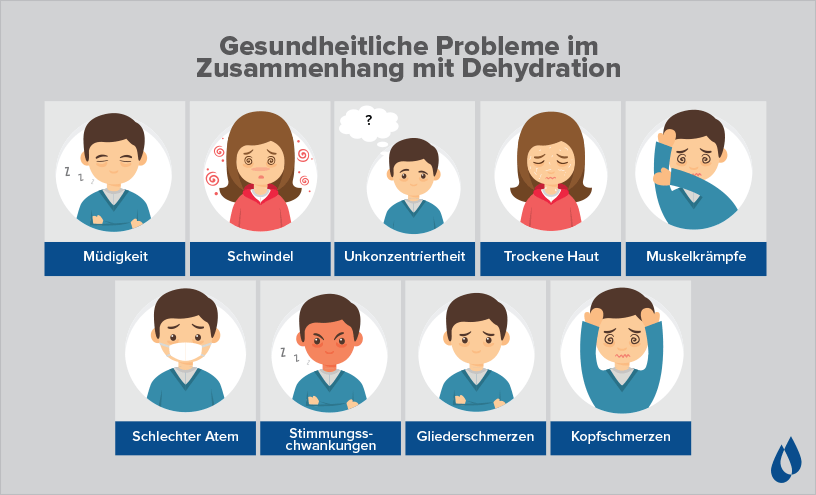 Gesundheitliche Probleme im
Zusammenhang mit Dehydration
?
z
z
z
Müdigkeit
Schwindel
Unkonzentriertheit
Trockene Haut
Muskelkrämpfe
z
z
z
Schlechter Atem
Stimmungss-
chwankungen
Gliederschmerzen
Kopfschmerzen